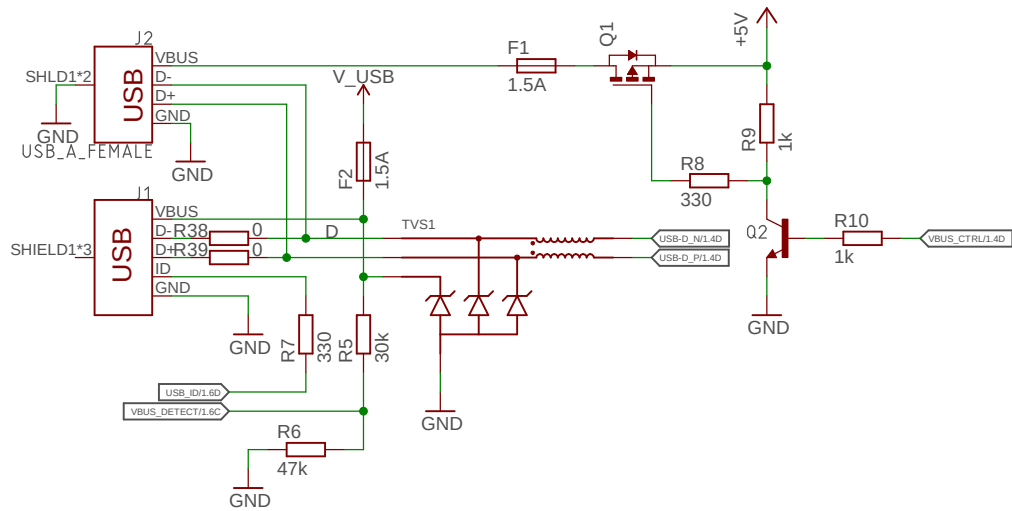 J2
USB
VBUS
D-
D+
GND
SHLD1*2
GND
USB_A_FEMALE
GND
V_USB
F1
1.5A
Q1
+5V
R9
1k
R8
330
F2
1.5A
J1
USB
VBUS
D-
D+
ID
GND
SHIELD1*3
R38
0
R39
0
D
TVS1
USB-D_N/1.4D
USB-D_P/1.4D
Q2
R10
1k
VBUS_CTRL/1.4D
GND
GND
R7
330
R5
30k
USB_ID/1.6D
VBUS_DETECT/1.6C
GND
R6
47k
GND